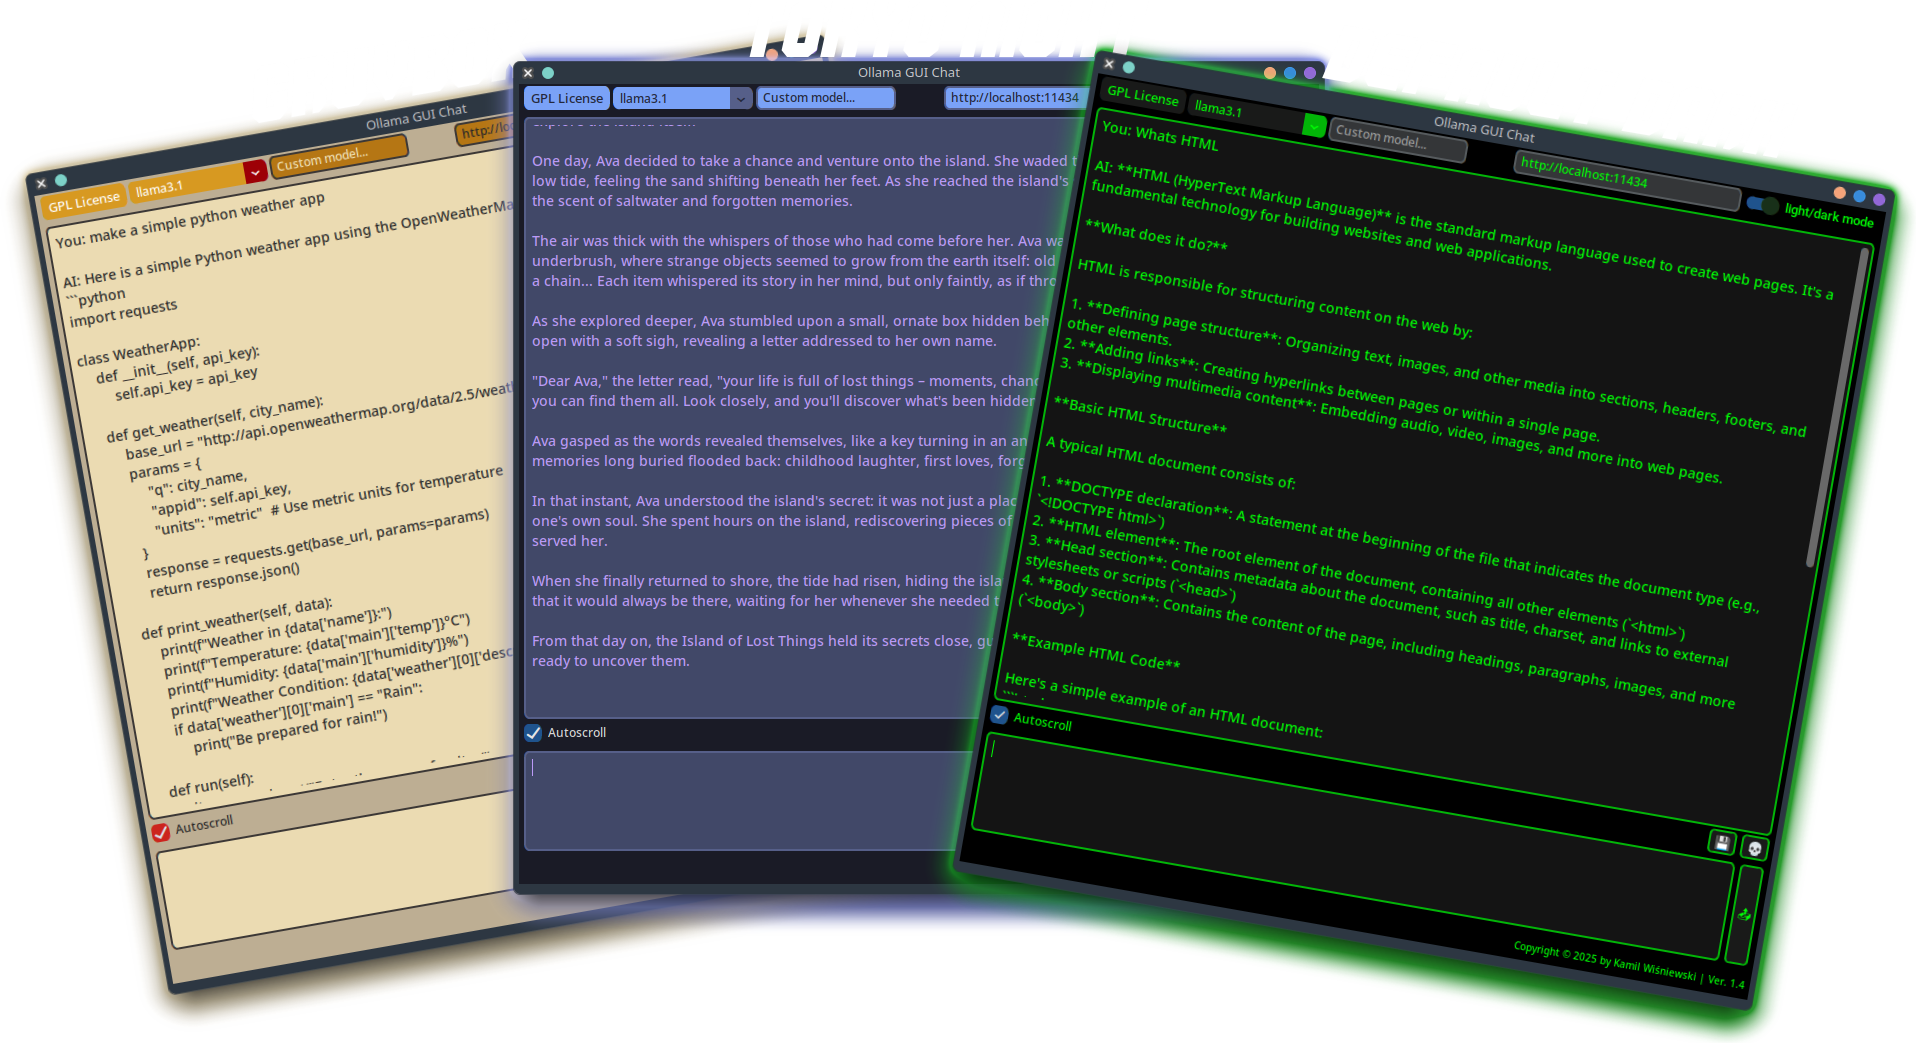 Ollama GUI Chat
GPL License
llama3.1
Custom model...
http://loc
You: make a simple python weather app
AI: Here is a simple Python weather app using the OpenWeatherMa
```python
import requests
class WeatherApp:
def __init__(self, api_key):
self.api_key = api_key
def get_weather(self, city_name):
base_url = "http://api.openweathermap.org/data/2.5/weath
params = {
"q": city_name,
"appid": self.api_key,
"units": "metric"  # Use metric units for temperature
}
response = requests.get(base_url, params=params)
return response.json()
def print_weather(self, data):
print(f"Weather in {data['name']}:")
print(f"Temperature: {data['main']['temp']}°C")
print(f"Humidity: {data['main']['humidity']}%")
print(f"Weather Condition: {data['weather'][0]['desc
if data['weather'][0]['main'] == "Rain":
print("Be prepared for rain!")
def run(self):
Autoscroll
Ollama GUI Chat
GPL License
llama3.1
Custom model...
http://localhost:11434
explore the island itself.
One day, Ava decided to take a chance and venture onto the island. She waded t
low tide, feeling the sand shifting beneath her feet. As she reached the island's
the scent of saltwater and forgotten memories.
The air was thick with the whispers of those who had come before her. Ava wa
underbrush, where strange objects seemed to grow from the earth itself: old
a chain... Each item whispered its story in her mind, but only faintly, as if thro
As she explored deeper, Ava stumbled upon a small, ornate box hidden beh
open with a soft sigh, revealing a letter addressed to her own name.
"Dear Ava," the letter read, "your life is full of lost things – moments, chanc
you can find them all. Look closely, and you'll discover what's been hidden
Ava gasped as the words revealed themselves, like a key turning in an an
memories long buried flooded back: childhood laughter, first loves, forg
In that instant, Ava understood the island's secret: it was not just a plac
one's own soul. She spent hours on the island, rediscovering pieces of
served her.
When she finally returned to shore, the tide had risen, hiding the isla
that it would always be there, waiting for her whenever she needed t
From that day on, the Island of Lost Things held its secrets close, gu
ready to uncover them.
Autoscroll
Ollama GUI Chat
GPL License
llama3.1
Custom model...
http://localhost:11434
light/dark mode
You: Whats HTML
AI: **HTML (HyperText Markup Language)** is the standard markup language used to create web pages. It's a
fundamental technology for building websites and web applications.
**What does it do?**
HTML is responsible for structuring content on the web by:
1. **Defining page structure**: Organizing text, images, and other media into sections, headers, footers, and
other elements.
2. **Adding links**: Creating hyperlinks between pages or within a single page.
3. **Displaying multimedia content**: Embedding audio, video, images, and more into web pages.
**Basic HTML Structure**
A typical HTML document consists of:
1. **DOCTYPE declaration**: A statement at the beginning of the file that indicates the document type (e.g.,
`<!DOCTYPE html>`)
2. **HTML element**: The root element of the document, containing all other elements (`<html>`)
3. **Head section**: Contains metadata about the document, such as title, charset, and links to external
stylesheets or scripts (`<head>`)
4. **Body section**: Contains the content of the page, including headings, paragraphs, images, and more
(`<body>`)
**Example HTML Code**
Here's a simple example of an HTML document:
Autoscroll
Copyright © 2025 by Kamil Wiśniewski | Ver. 1.4